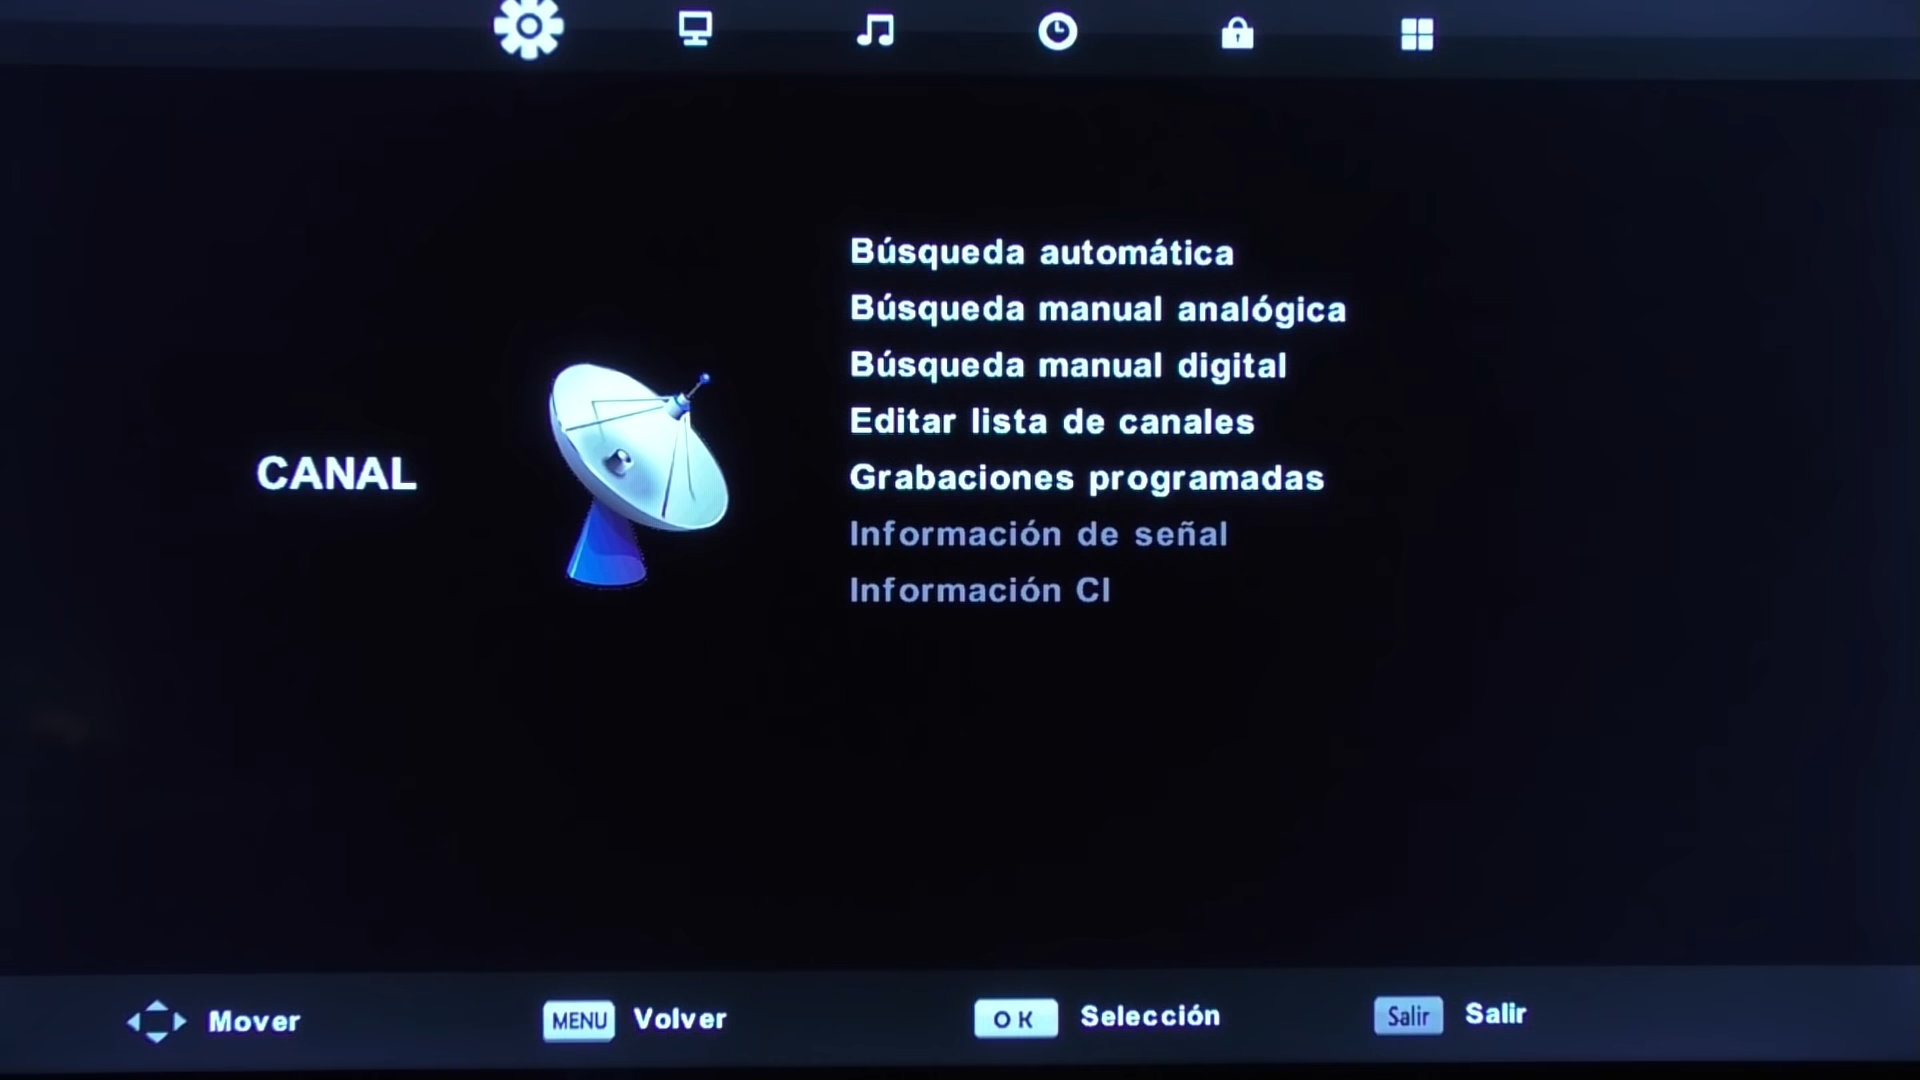 CANAL
Búsqueda automática
Búsqueda manual analógica
Búsqueda manual digital
Editar lista de canales
Grabaciones programadas
Información de señal
Información CI
Mover
MENU Volver
OK Selección
Salir Salir